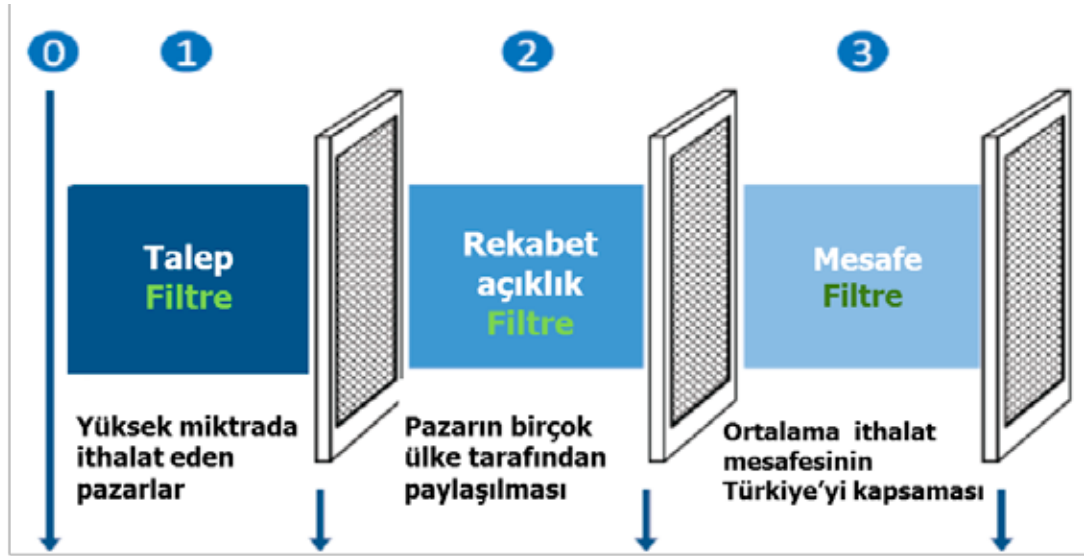 0 1 2 3
Talep
Filtre
Rekabet
açıklık
Filtre
Mesafe
Filtre
Yüksek miktrada
ithalat eden
pazarlar
Pazarın birçok
ülke tarafından
paylaşılması
Ortalama ithalat
mesafesinin
Türkiye'yi kapsaması